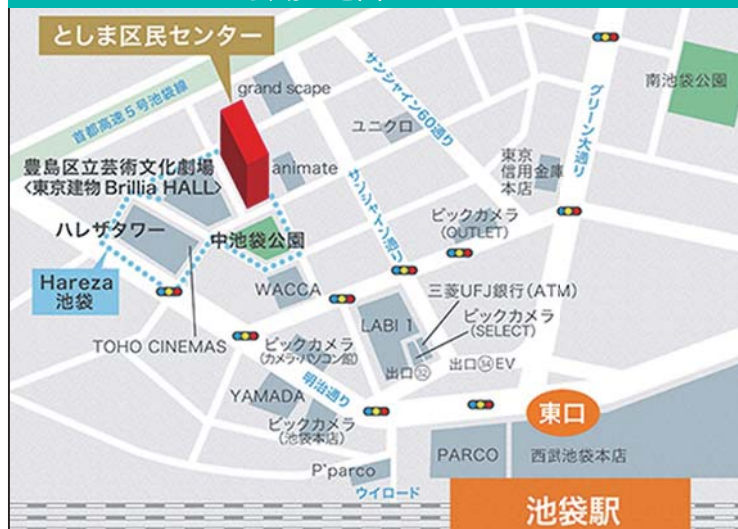 としま区民センター
grand scape
サンシャイン60通り
グリーン大通り
南池袋公園
首都高速5号池袋線
ユニクロ
豊島区立芸術文化劇場
<東京建物 Brillia HALL>
animate
サンシャイン通り
東京
信用金庫
本店
ハレザタワー
中池袋公園
ビックカメラ
(OUTLET)
Hareza
池袋
WACCA
三菱UFJ銀行(ATM)
LABI 1
ビックカメラ
(SELECT)
TOHO CINEMAS
ビックカメラ
(カメラ・パソコン館)
出口㉜
出口㉞EV
明治通り
YAMADA
ビックカメラ
(池袋本店)
東口
P'parco
PARCO
西武池袋本店
ウイロード
池袋駅